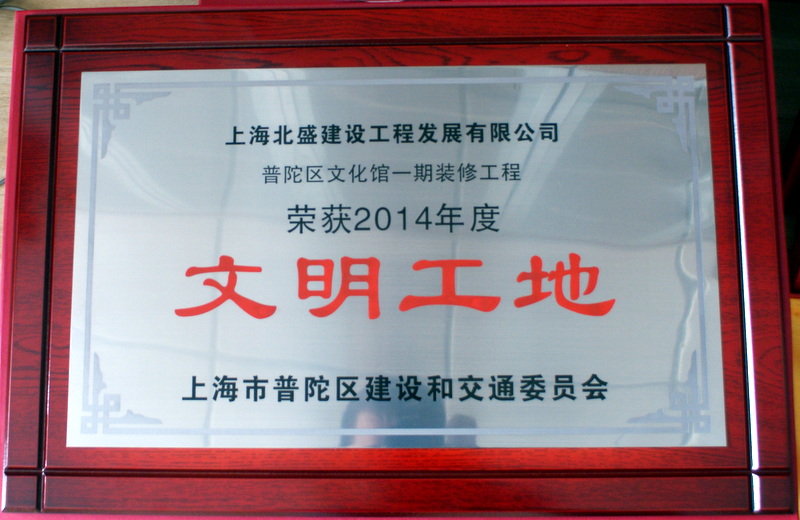 上海北盛建设工程发展有限公司
普陀区文化馆一期装修工程
荣获2014年度
文明工地
上海市普陀区建设和交通委员会